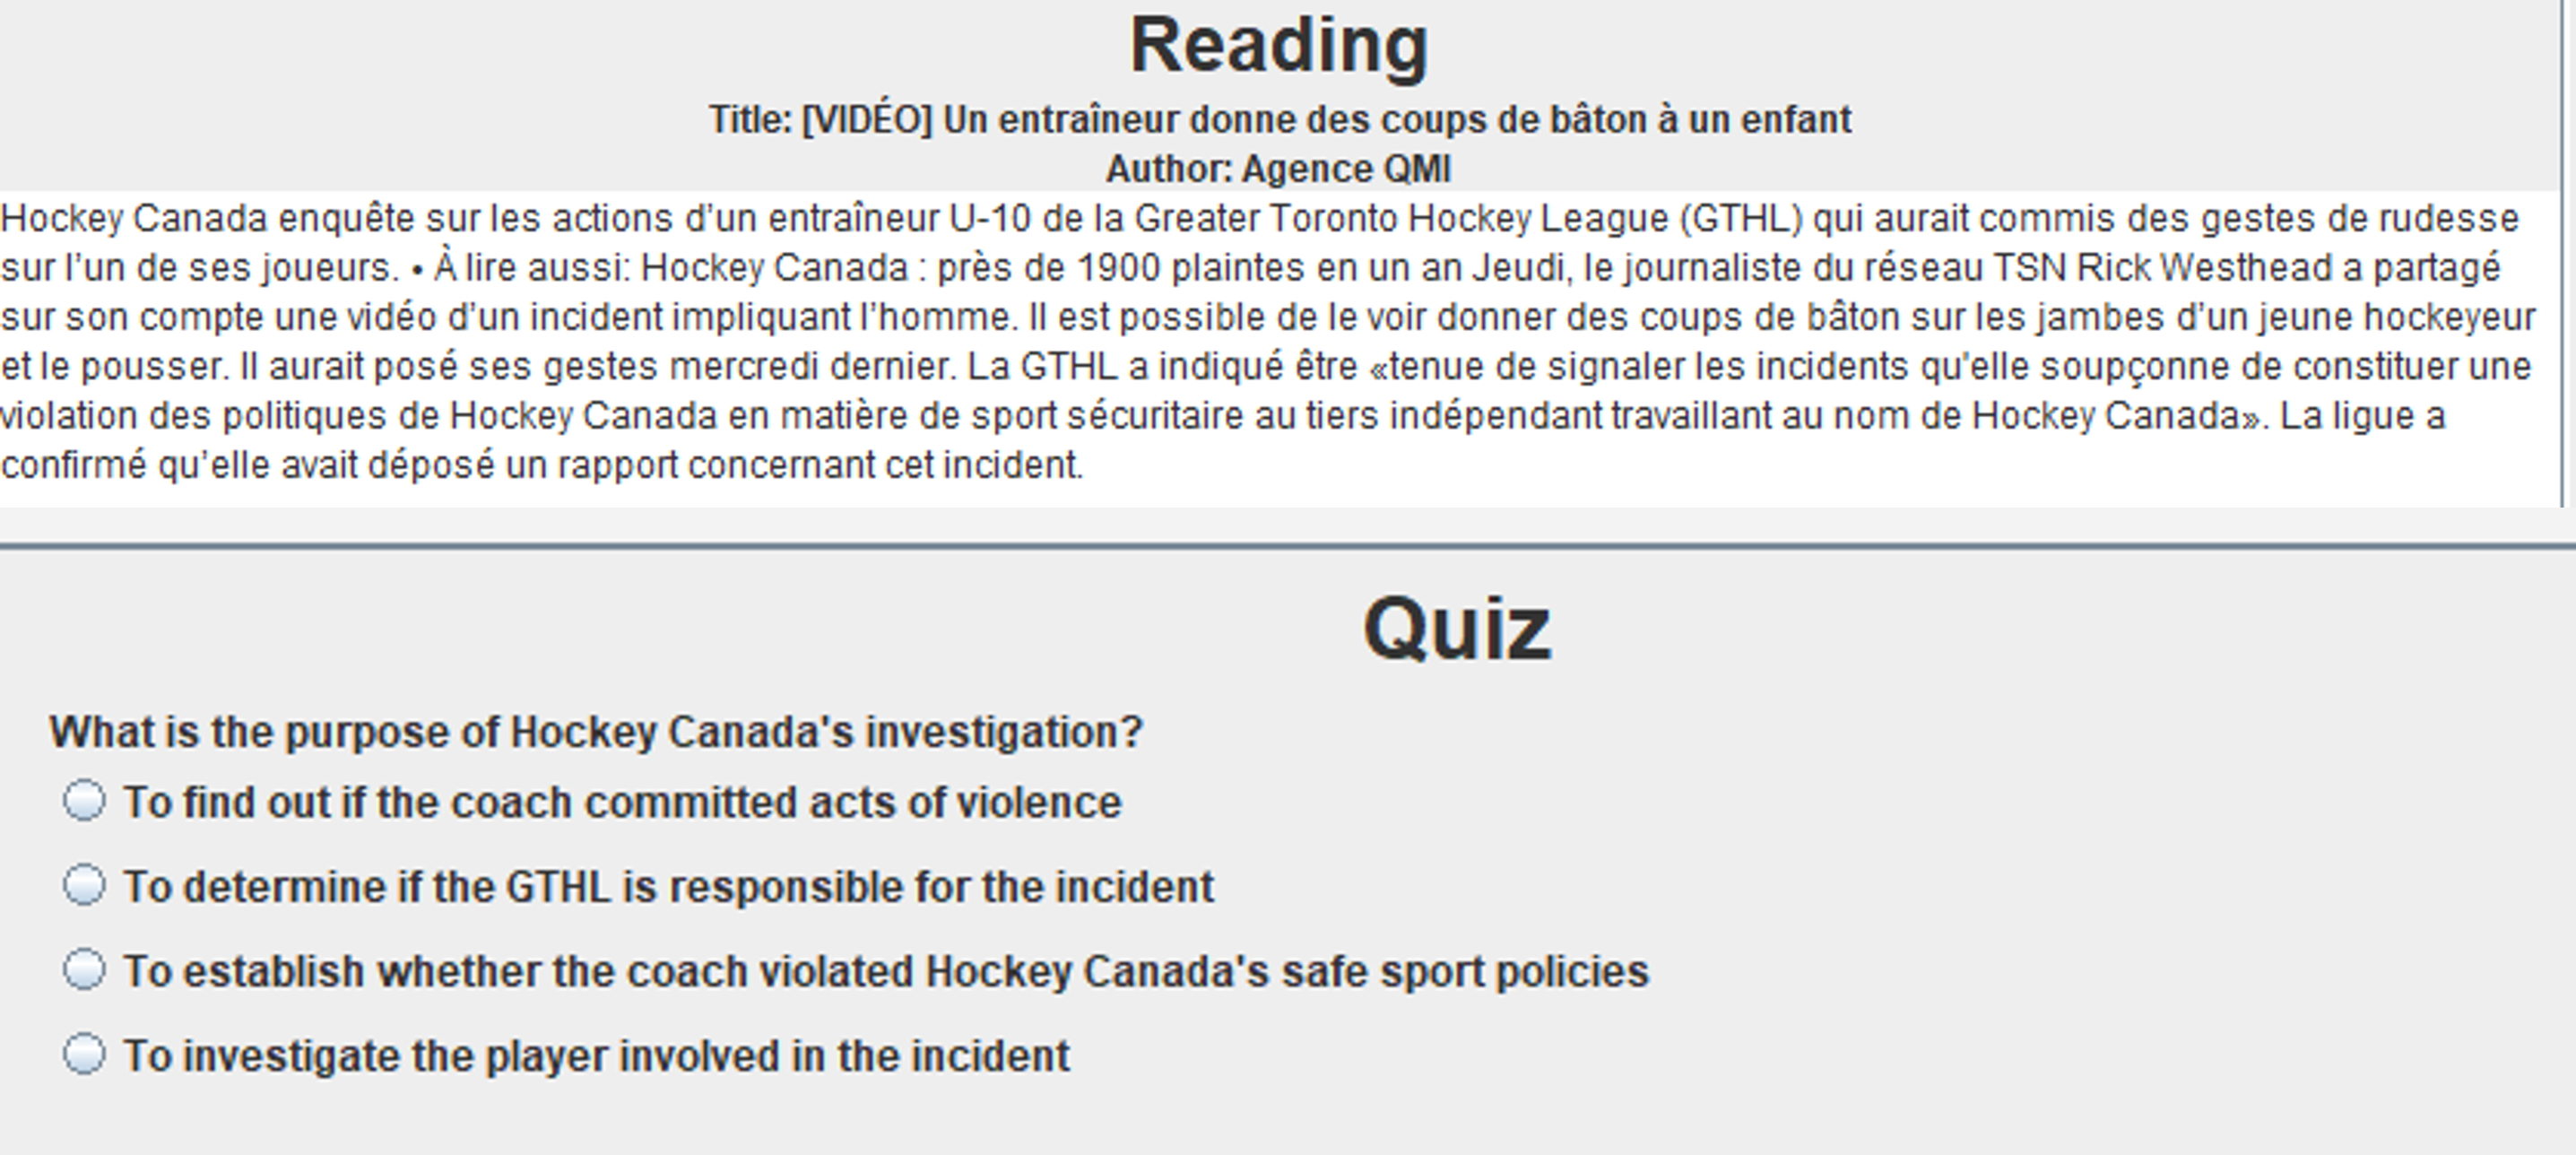 Reading
Title: [VIDÉO] Un entraîneur donne des coups de bâton à un enfant
Author: Agence QMI
Hockey Canada enquête sur les actions d’un entraîneur U-10 de la Greater Toronto Hockey League (GTHL) qui aurait commis des gestes de rudesse
sur l’un de ses joueurs. • À lire aussi: Hockey Canada : près de 1900 plaintes en un an Jeudi, le journaliste du réseau TSN Rick Westhead a partagé
sur son compte une vidéo d’un incident impliquant l’homme. Il est possible de le voir donner des coups de bâton sur les jambes d’un jeune hockeyeur
et le pousser. Il aurait posé ses gestes mercredi dernier. La GTHL a indiqué être «tenue de signaler les incidents qu'elle soupçonne de constituer une
violation des politiques de Hockey Canada en matière de sport sécuritaire au tiers indépendant travaillant au nom de Hockey Canada». La ligue a
confirmé qu’elle avait déposé un rapport concernant cet incident.
Quiz
What is the purpose of Hockey Canada's investigation?
To find out if the coach committed acts of violence
To determine if the GTHL is responsible for the incident
To establish whether the coach violated Hockey Canada's safe sport policies
To investigate the player involved in the incident